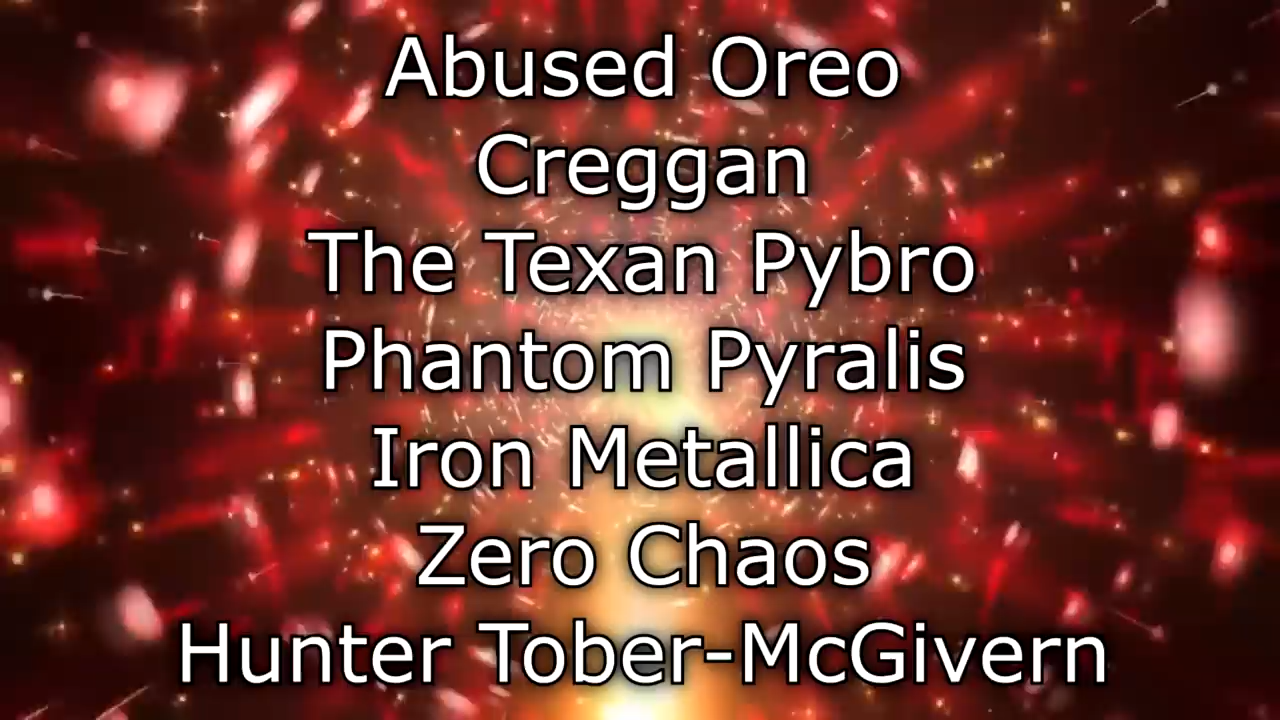 Abused Oreo
Creggan
The Texan Pybro
Phantom Pyralis
Iron Metallica
Zero Chaos
Hunter Tober-McGivern